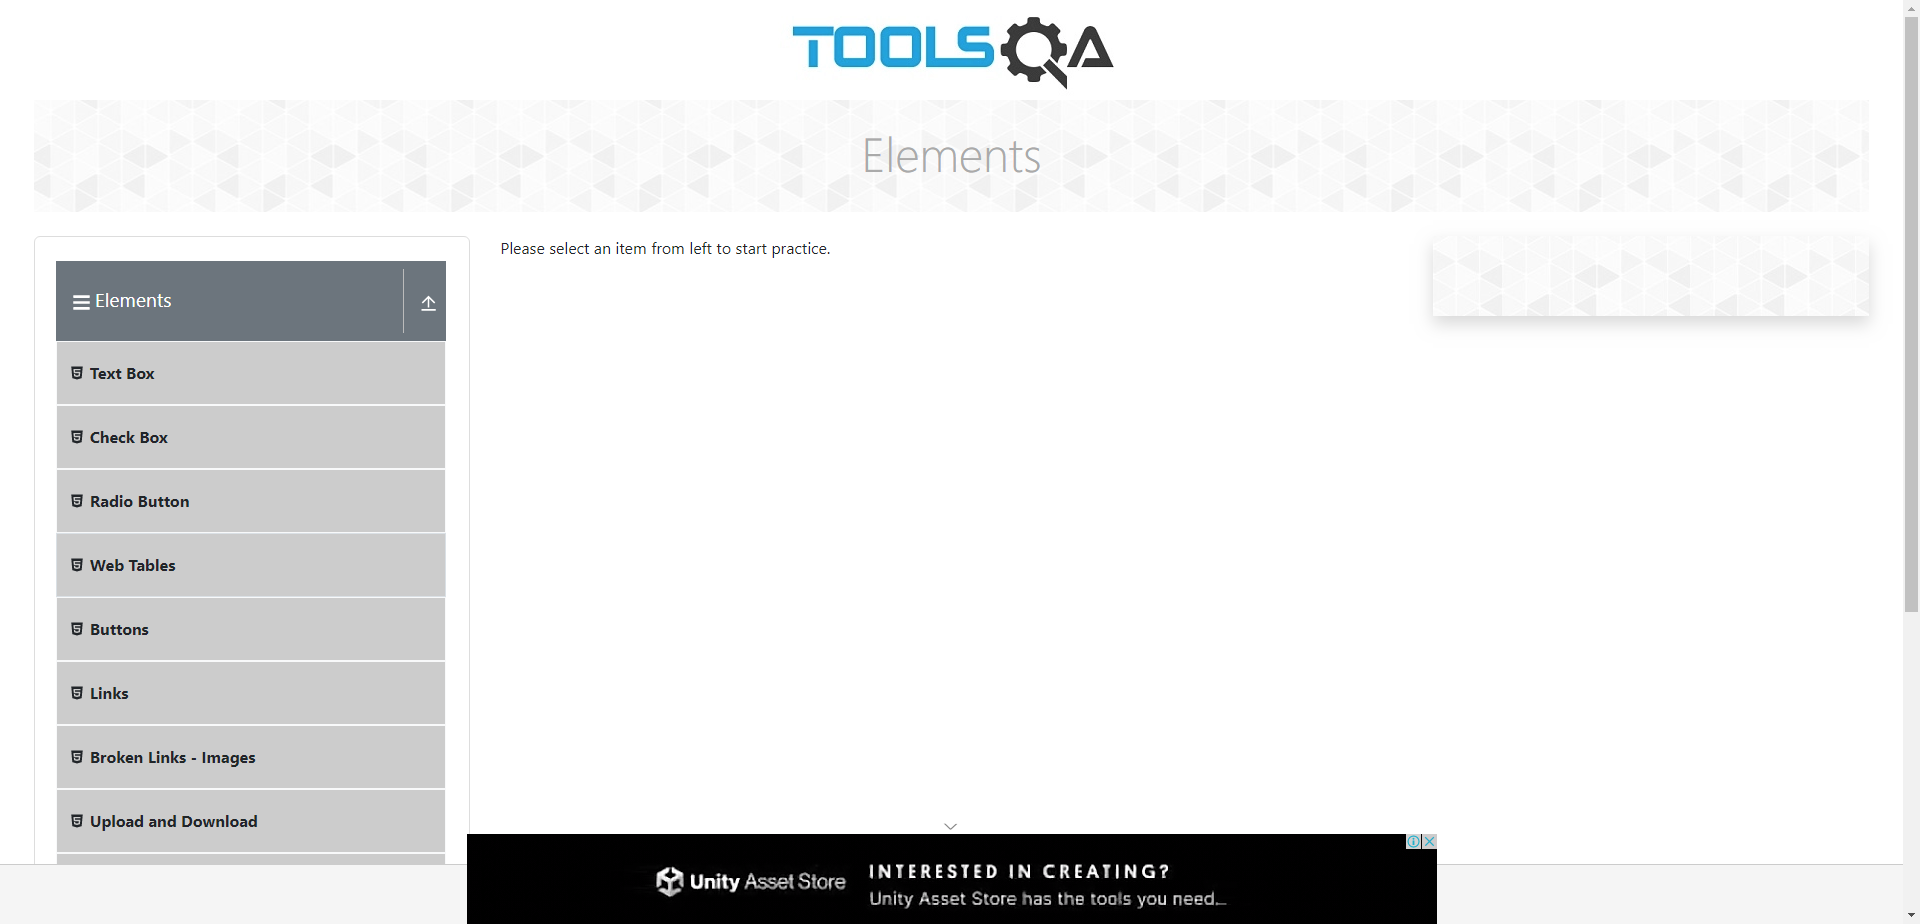 TOOLSQA
Elements
Elements
Please select an item from left to start practice.
Text Box
Check Box
Radio Button
Web Tables
Buttons
Links
Broken Links - Images
Upload and Download
Unity Asset Store
INTERESTED IN CREATING?
Unity Asset Store has the tools you need...